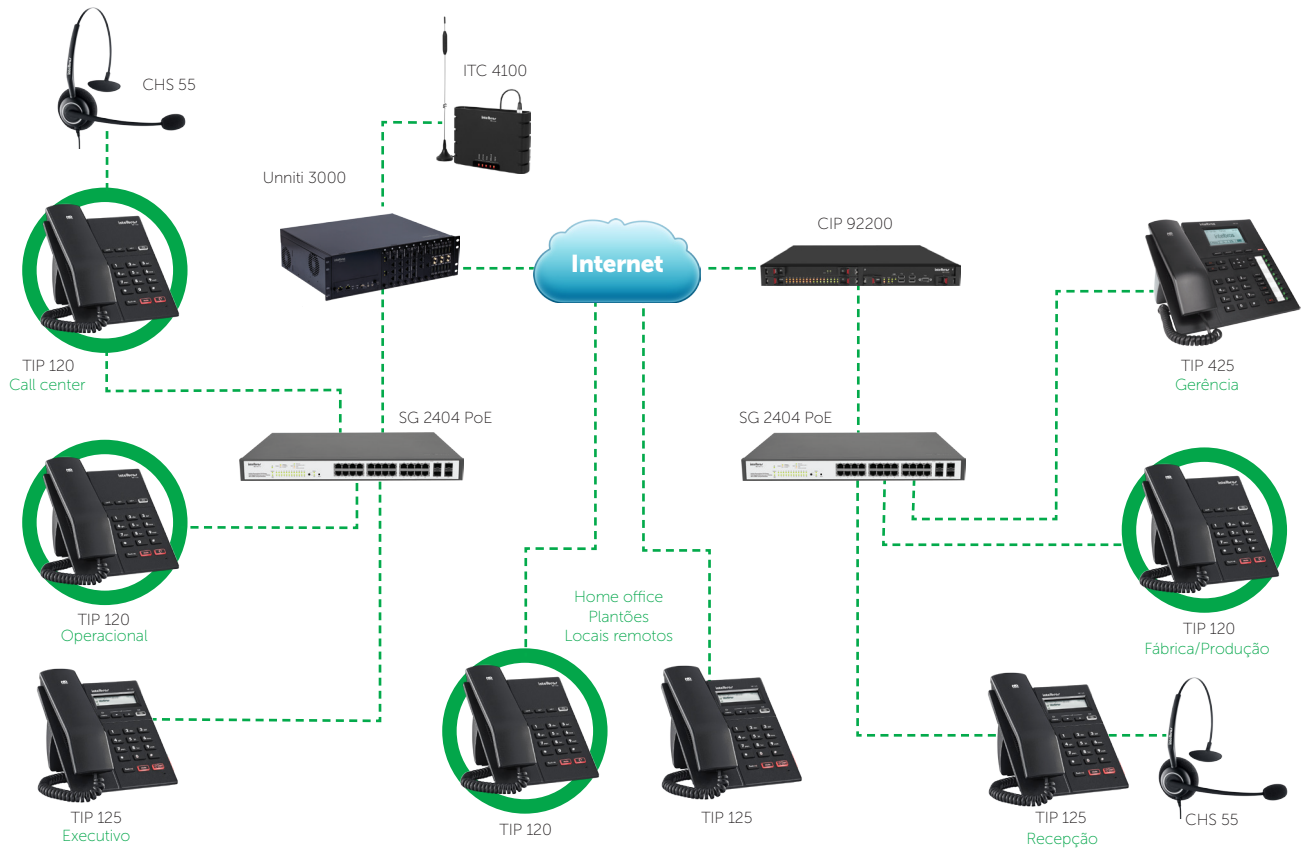 CHS 55
ITC 4100
Unniti 3000
CIP 92200
Internet
TIP 120
Call center
TIP 425
Gerência
SG 2404 PoE
SG 2404 PoE
TIP 120
Operacional
Home office
Plantões
Locais remotos
TIP 120
Fábrica/Produção
TIP 125
Executivo
TIP 120
TIP 125
TIP 125
Recepção
CHS 55